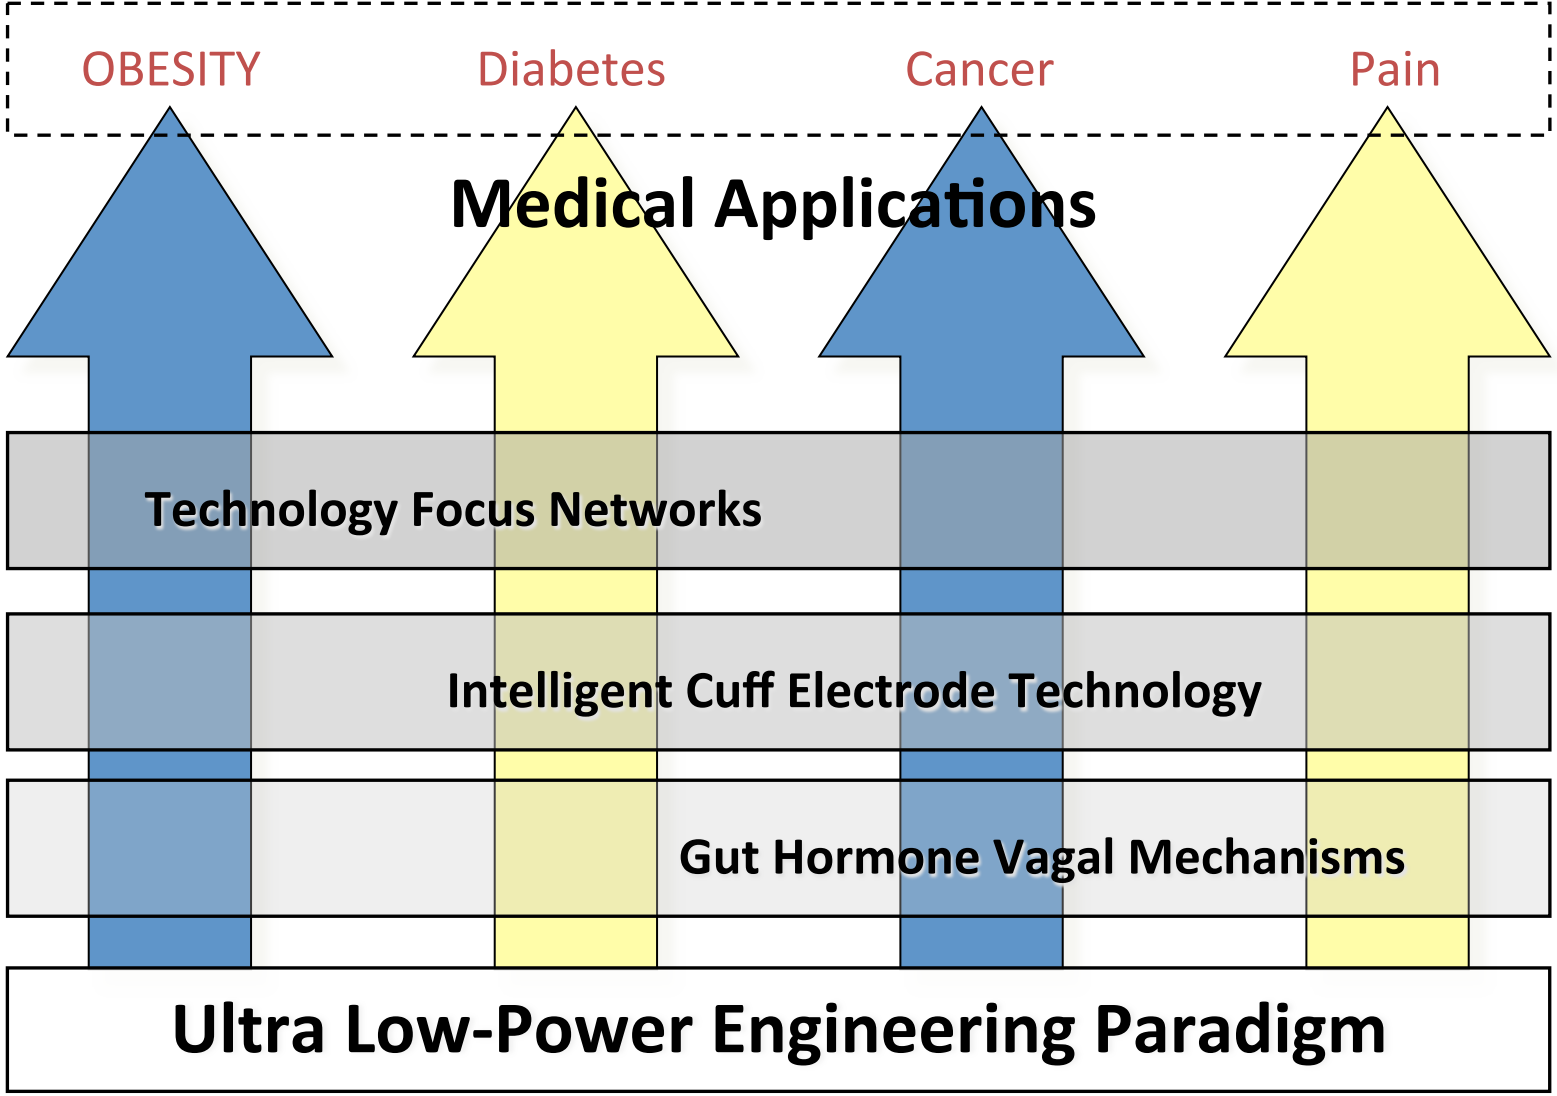 OBESITY Diabetes Cancer Pain
Medical Applications
Technology Focus Networks
Intelligent Cuff Electrode Technology
Gut Hormone Vagal Mechanisms
Ultra Low-Power Engineering Paradigm